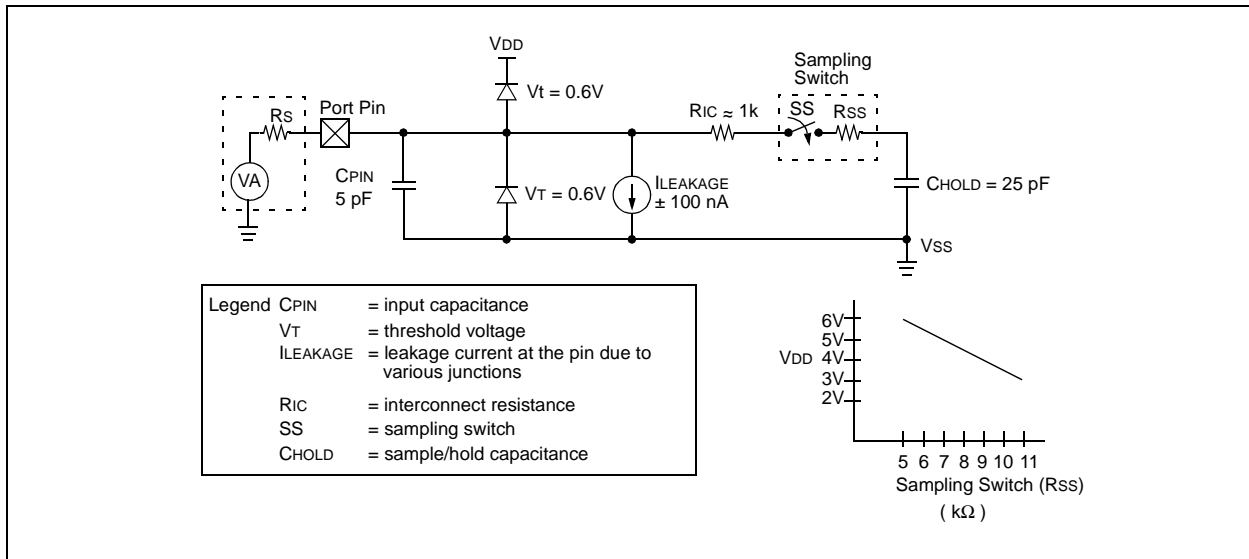 VDD
Sampling
Switch
Vt = 0.6V
RIC ≈ 1k
SS
RSS
RS
Port Pin
VA
CPIN
5 pF
VT = 0.6V
ILEAKAGE
± 100 nA
CHOLD = 25 pF
VSS
Legend CPIN = input capacitance
VT = threshold voltage
ILEAKAGE = leakage current at the pin due to
various junctions
RIC = interconnect resistance
SS = sampling switch
CHOLD = sample/hold capacitance
6V
5V
VDD 4V
3V
2V
5 6 7 8 9 10 11
Sampling Switch (RSS)
( kΩ )